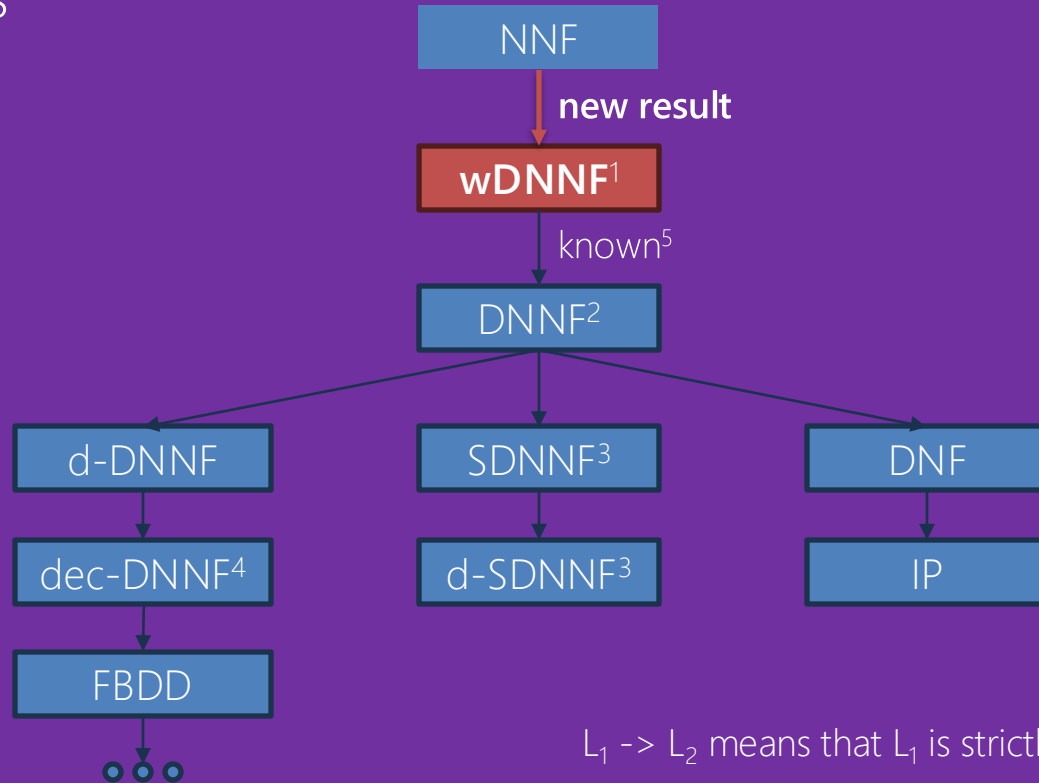 s
NNF
new result
wDNNF¹
known⁵
DNNF²
d-DNNF
SDNNF³
DNF
dec-DNNF⁴
d-SDNNF³
IP
FBDD
L₁ -> L₂ means that L₁ is strictl